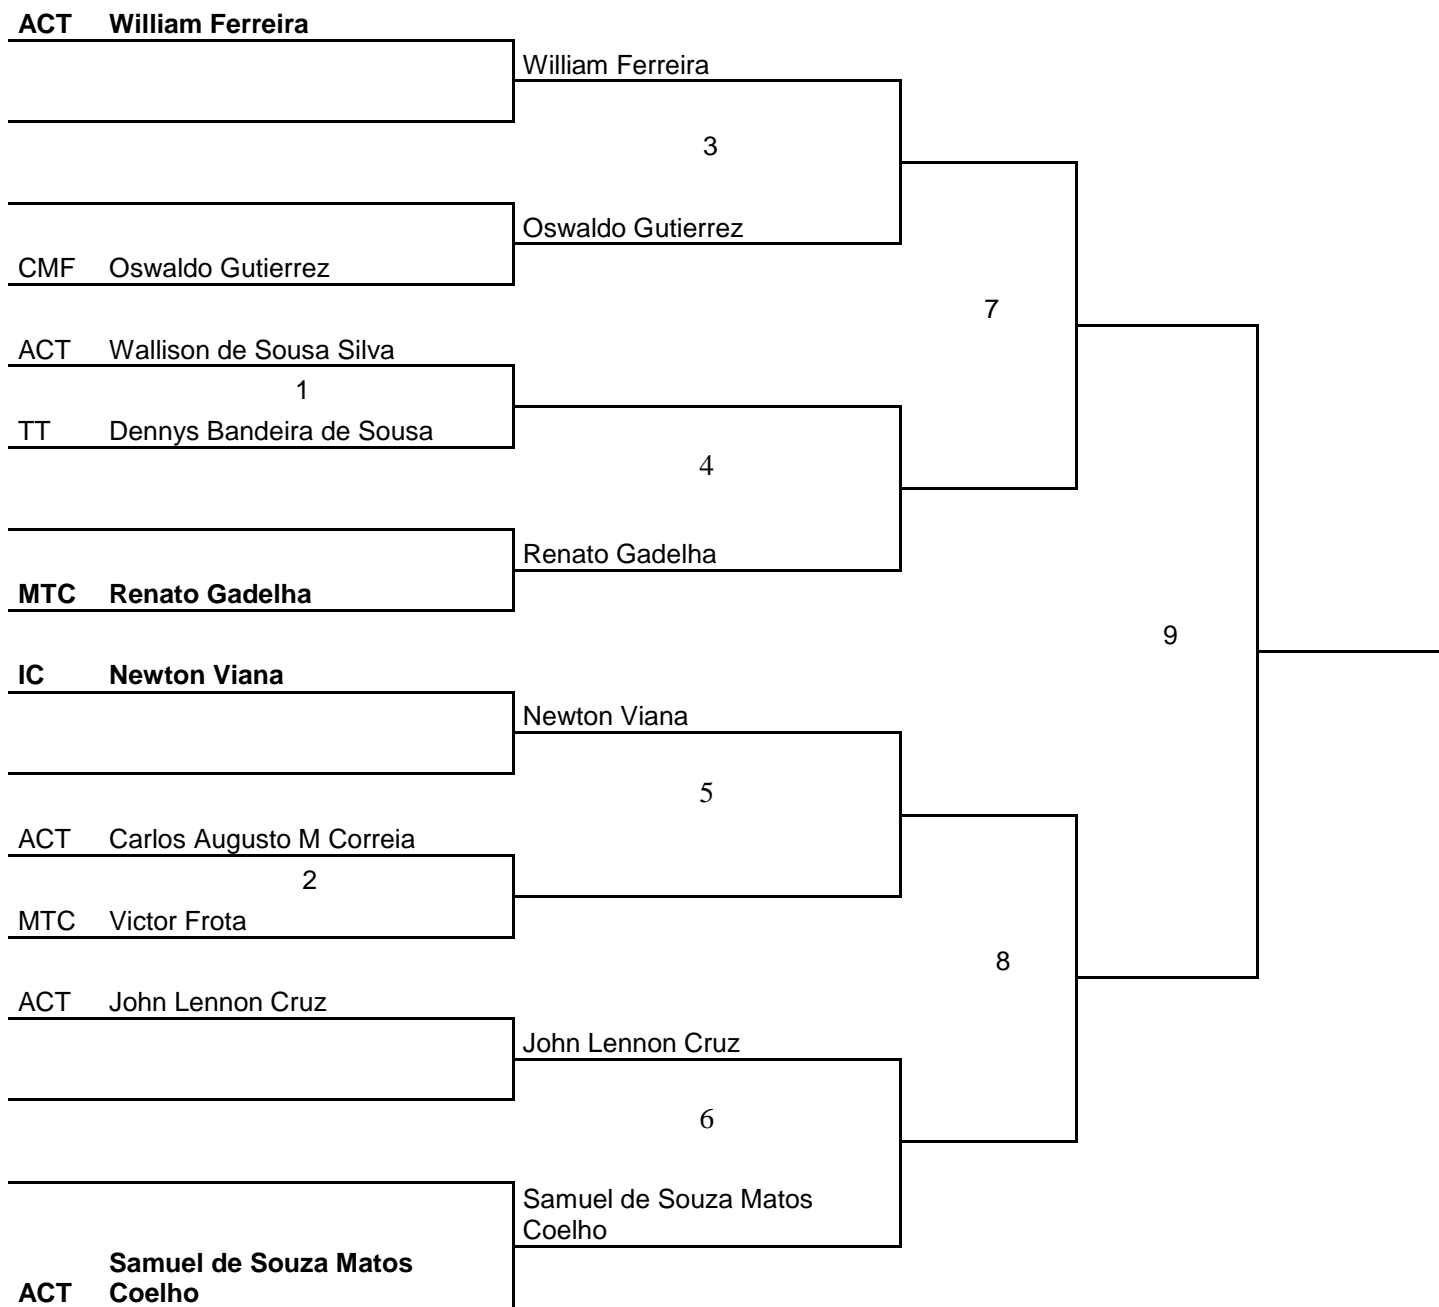 ACT William Ferreira
William Ferreira
3
Oswaldo Gutierrez
CMF Oswaldo Gutierrez
7
ACT Wallison de Sousa Silva
1
TT Dennys Bandeira de Sousa
4
Renato Gadelha
MTC Renato Gadelha
9
IC Newton Viana
Newton Viana
5
ACT Carlos Augusto M Correia
2
MTC Victor Frota
8
ACT John Lennon Cruz
John Lennon Cruz
6
Samuel de Souza Matos
Coelho
Samuel de Souza Matos
ACT Coelho